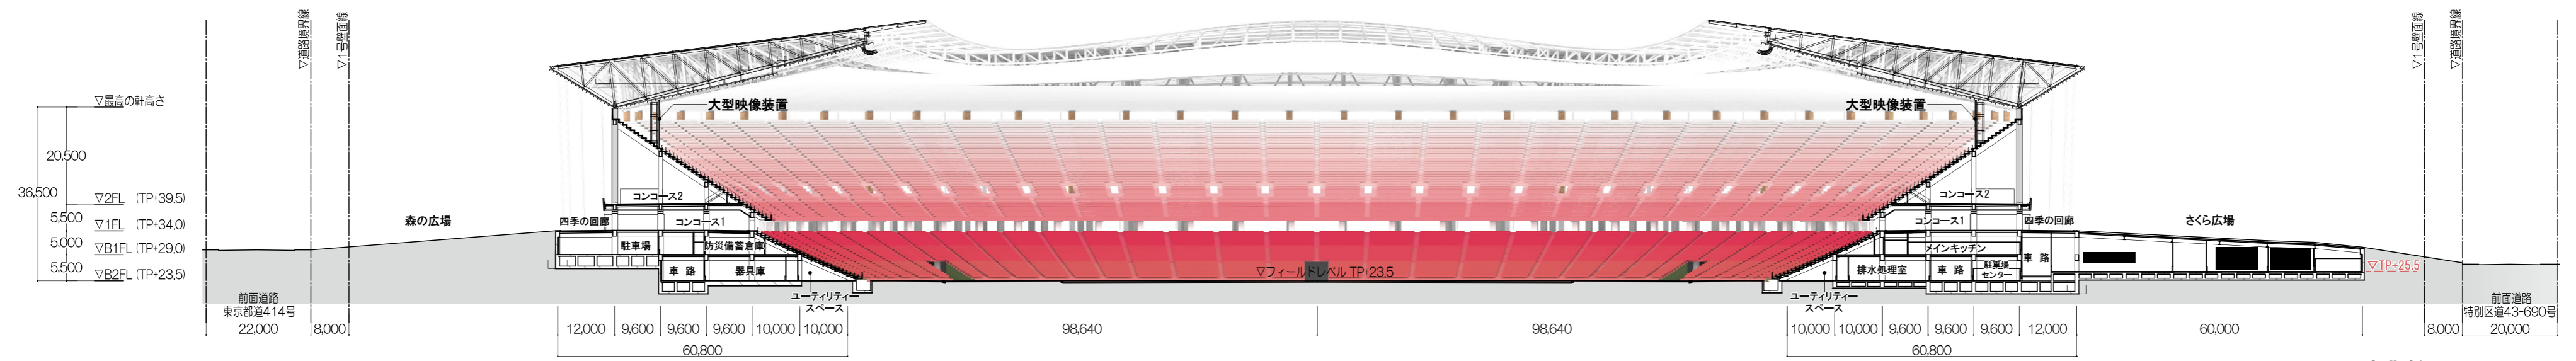 ▽道路境界線
▽1号壁面線
▽1号壁面線
▽道路境界線
▽最高の軒高さ
大型映像装置
大型映像装置
20,500
36,500
▽2FL (TP+39.5)
コンコース2
コンコース2
5,500
▽1FL (TP+34.0)
森の広場
四季の回廊
コンコース1
コンコース1
四季の回廊
さくら広場
5,000
▽B1FL (TP+29.0)
駐車場
防災備蓄倉庫
メインキッチン
車 路
5,500
▽B2FL (TP+23.5)
車 路
器具庫
▽フィールドレベル TP+23.5
排水処理室
車 路
駐車場
センター
▽TP+25.5
前面道路
東京都道414号
ユーティリティー
スペース
ユーティリティー
スペース
前面道路
特別区道43-690号
22,000
8,000
12,000
9,600
9,600
9,600
10,000
10,000
98,640
98,640
10,000
10,000
9,600
9,600
9,600
12,000
60,000
8,000
20,000
60,800
60,800